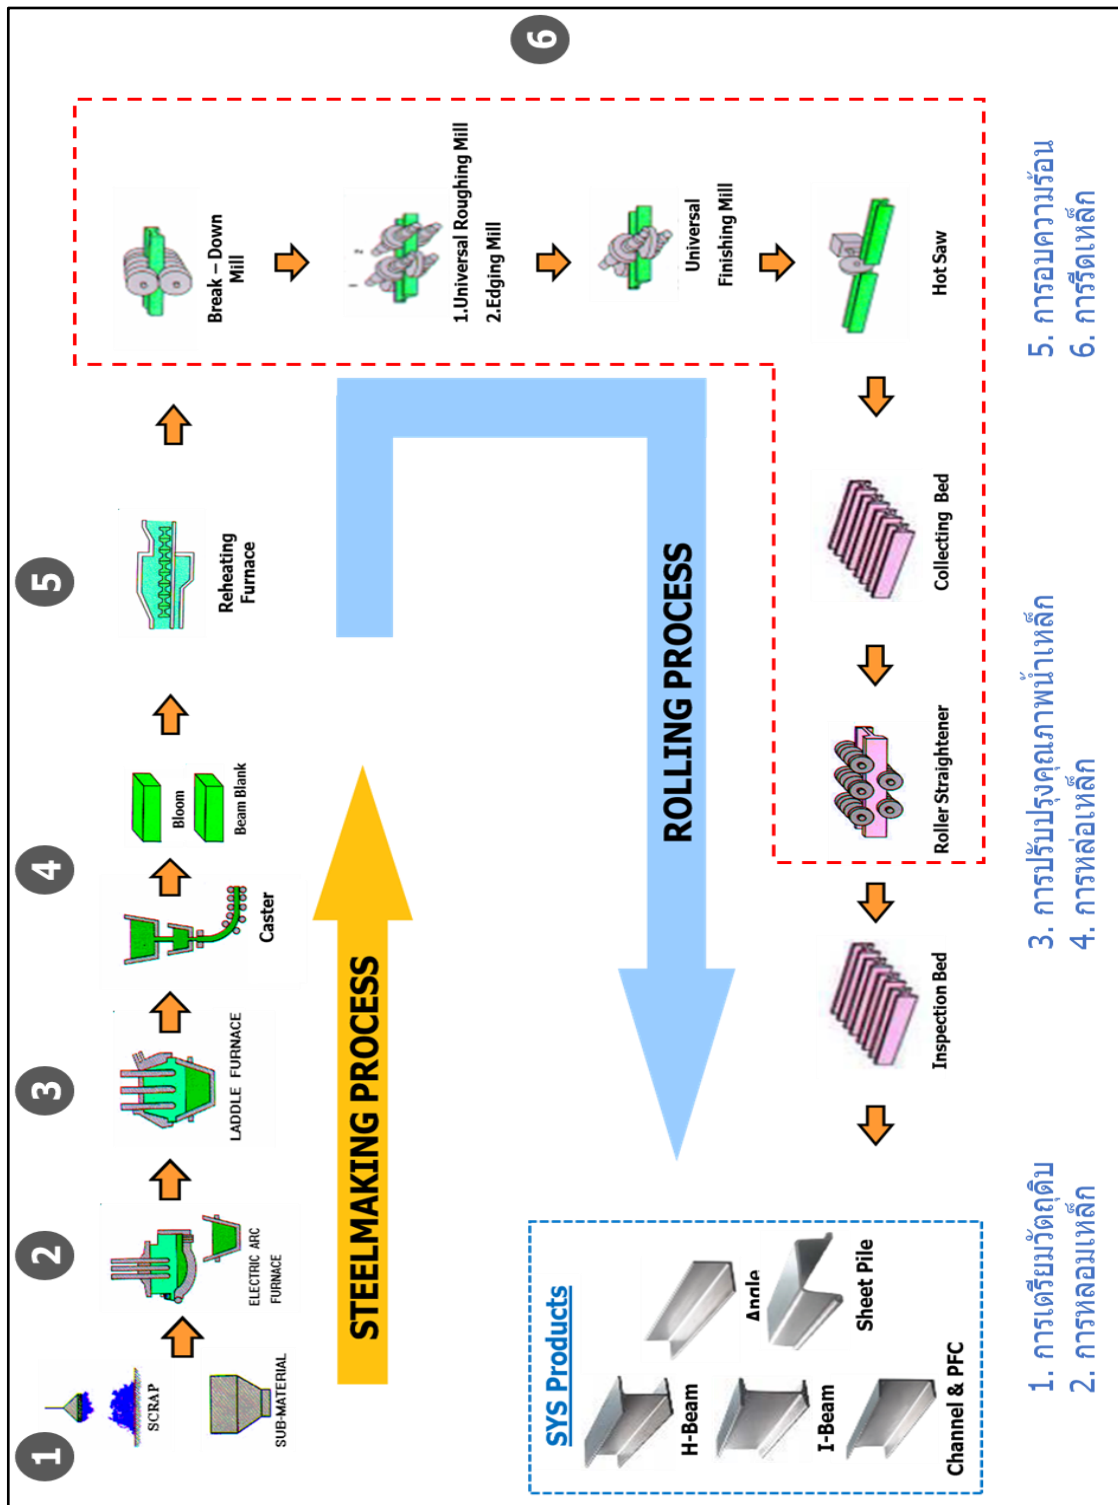 1
2
3
4
5
6
SCRAP
SUB-MATERIAL
ELECTRIC ARC
FURNACE
LADDLE FURNACE
Caster
Bloom
Beam Blank
Reheating
Furnace
Break – Down
Mill
1.Universal Roughing Mill
2.Edging Mill
Universal
Finishing Mill
Hot Saw
STEELMAKING PROCESS
ROLLING PROCESS
Collecting Bed
Roller Straightener
Inspection Bed
SYS Products
H-Beam
Angle
I-Beam
Sheet Pile
Channel & PFC
1. การเตรียมวัตถุดิบ
2. การหลอมเหล็ก
3. การปรับปรุงคุณภาพน้ำเหล็ก
4. การหล่อเหล็ก
5. การอบความร้อน
6. การรีดเหล็ก